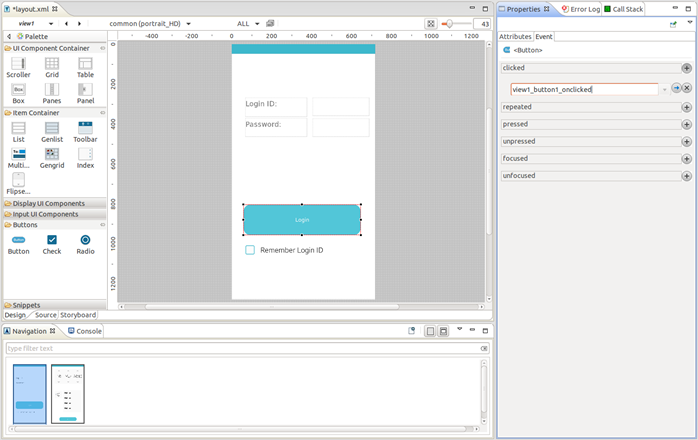 *layout.xml
view1
common (portrait_HD)
ALL
43
Palette
UI Component Container
Scroller Grid Table
Box Panes Panel
Item Container
List Genlist Toolbar
Multi... Gengrid Index
Flipse...
Display UI Components
Input UI Components
Buttons
Button Check Radio
Snippets
-400 -200 0 200 400 600 800 1000 1200
0
200
400
600
800
1000
1200
Login ID:
Password:
Login
Remember Login ID
Design Source Storyboard
Navigation Console
type filter text
Properties Error Log Call Stack
Attributes Event
<Button>
clicked
view1_button1_onclicked
repeated
pressed
unpressed
focused
unfocused